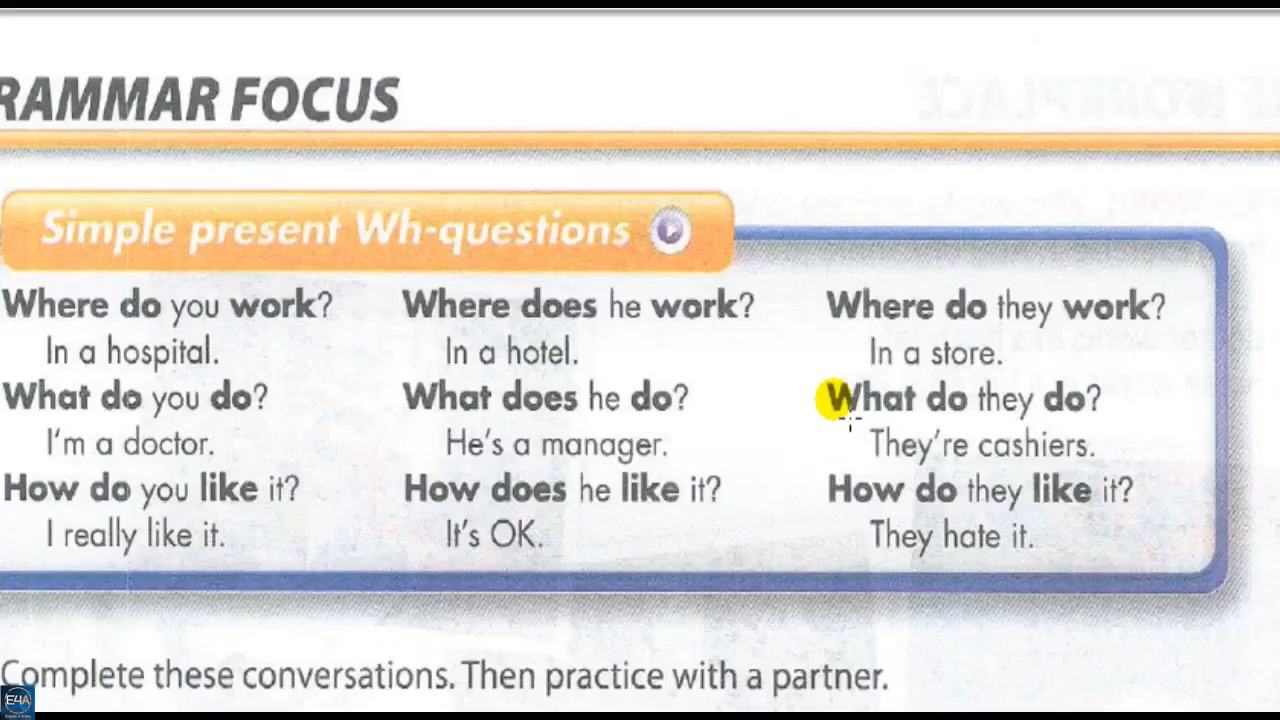 RAMMAR FOCUS
Simple present Wh-questions
Where do you work? Where does he work? Where do they work?
In a hospital. In a hotel. In a store.
What do you do? What does he do? What do they do?
I'm a doctor. He's a manager. They're cashiers.
How do you like it? How does he like it? How do they like it?
I really like it. It's OK. They hate it.
Complete these conversations. Then practice with a partner.
E4A